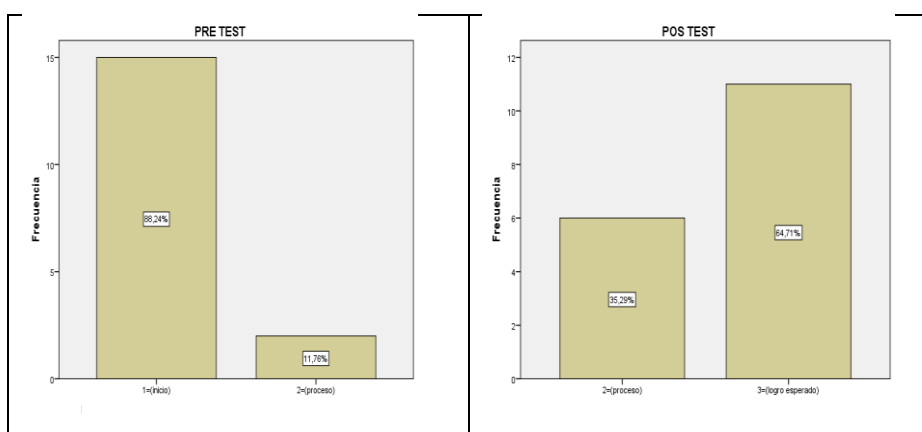 PRE TEST
15
10
5
0
Frecuencia
88,24%
11,76%
1=(inicio)
2=(proceso)
POS TEST
12
10
8
6
4
2
0
Frecuencia
35,29%
64,71%
2=(proceso)
3=(logro esperado)